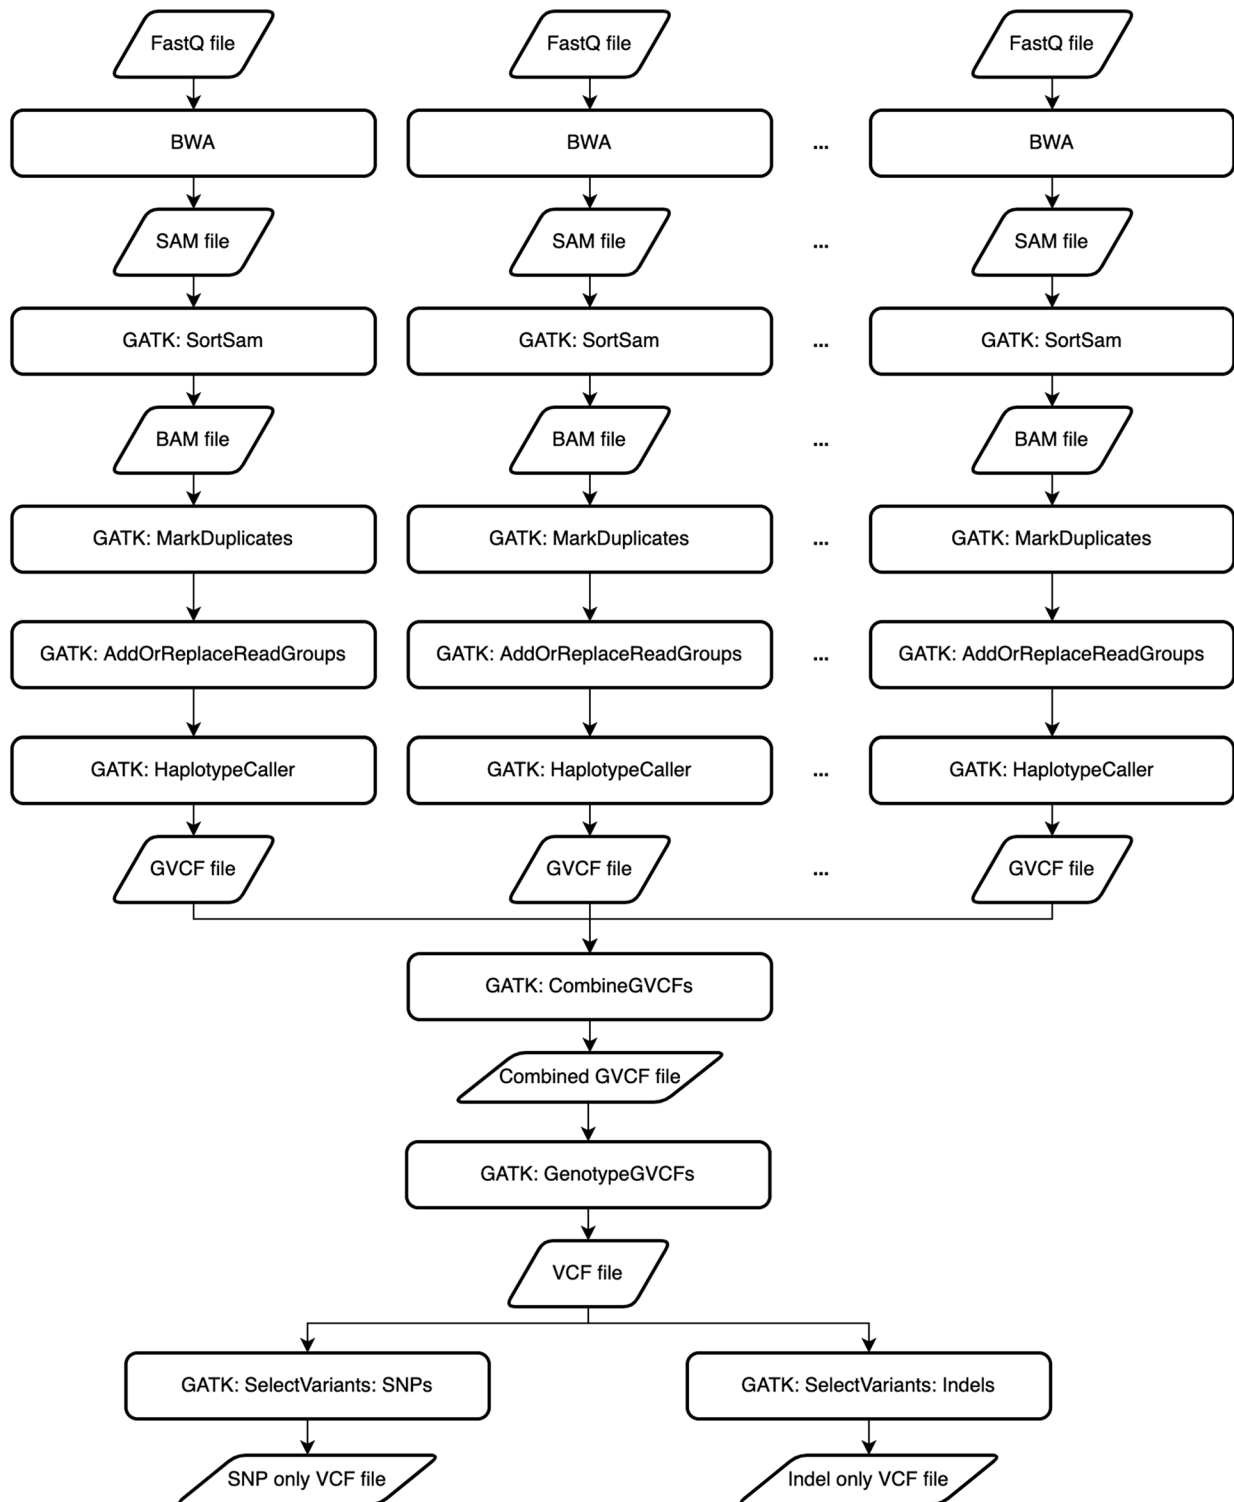 FastQ file
FastQ file
FastQ file
BWA
BWA
...
BWA
SAM file
SAM file
...
SAM file
GATK: SortSam
GATK: SortSam
...
GATK: SortSam
BAM file
BAM file
...
BAM file
GATK: MarkDuplicates
GATK: MarkDuplicates
...
GATK: MarkDuplicates
GATK: AddOrReplaceReadGroups
GATK: AddOrReplaceReadGroups
...
GATK: AddOrReplaceReadGroups
GATK: HaplotypeCaller
GATK: HaplotypeCaller
...
GATK: HaplotypeCaller
GVCF file
GVCF file
...
GVCF file
GATK: CombineGVCFs
Combined GVCF file
GATK: GenotypeGVCFs
VCF file
GATK: SelectVariants: SNPs
GATK: SelectVariants: Indels
SNP only VCF file
Indel only VCF file